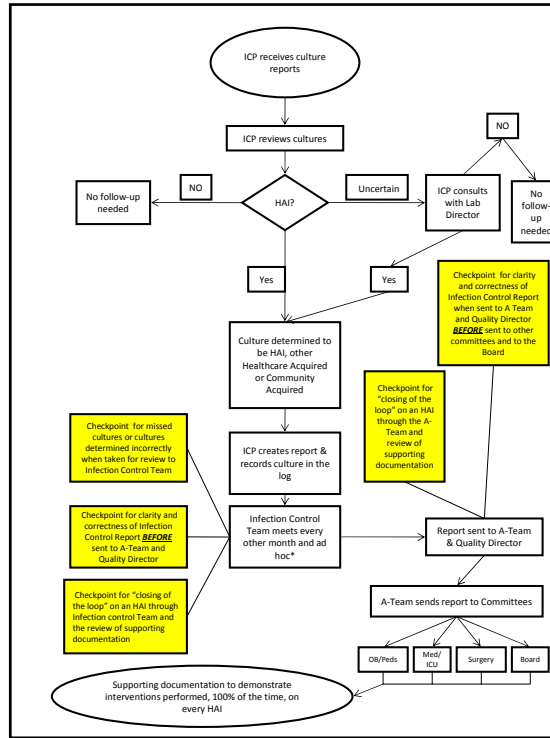 ICP receives culture
reports
ICP reviews cultures
NO
NO
Uncertain
HAI?
No follow-up
needed
ICP consults
with Lab
Director
No
follow-
up
needed
Yes
Yes
Checkpoint for clarity
and correctness of
Infection Control Report
when sent to A Team
and Quality Director
BEFORE sent to other
committees and to the
Board
Culture determined to
be HAI, other
Healthcare Acquired
or Community
Acquired
Checkpoint for
"closing of the
loop" on an HAI
through the A-
Team and
review of
supporting
documentation
Checkpoint for missed
cultures or cultures
determined incorrectly
when taken for review to
Infection Control Team
ICP creates report &
records culture in the
log
Checkpoint for clarity and
correctness of Infection
Control Report BEFORE
sent to A-Team and
Quality Director
Infection Control
Team meets every
other month and ad
hoc*
Report sent to A-Team
& Quality Director
Checkpoint for "closing of
the loop" on an HAI through
Infection control Team and
the review of supporting
documentation
A-Team sends report to Committees
OB/Peds
Med/
ICU
Surgery
Board
Supporting documentation to demonstrate
interventions performed, 100% of the time, on
every HAI